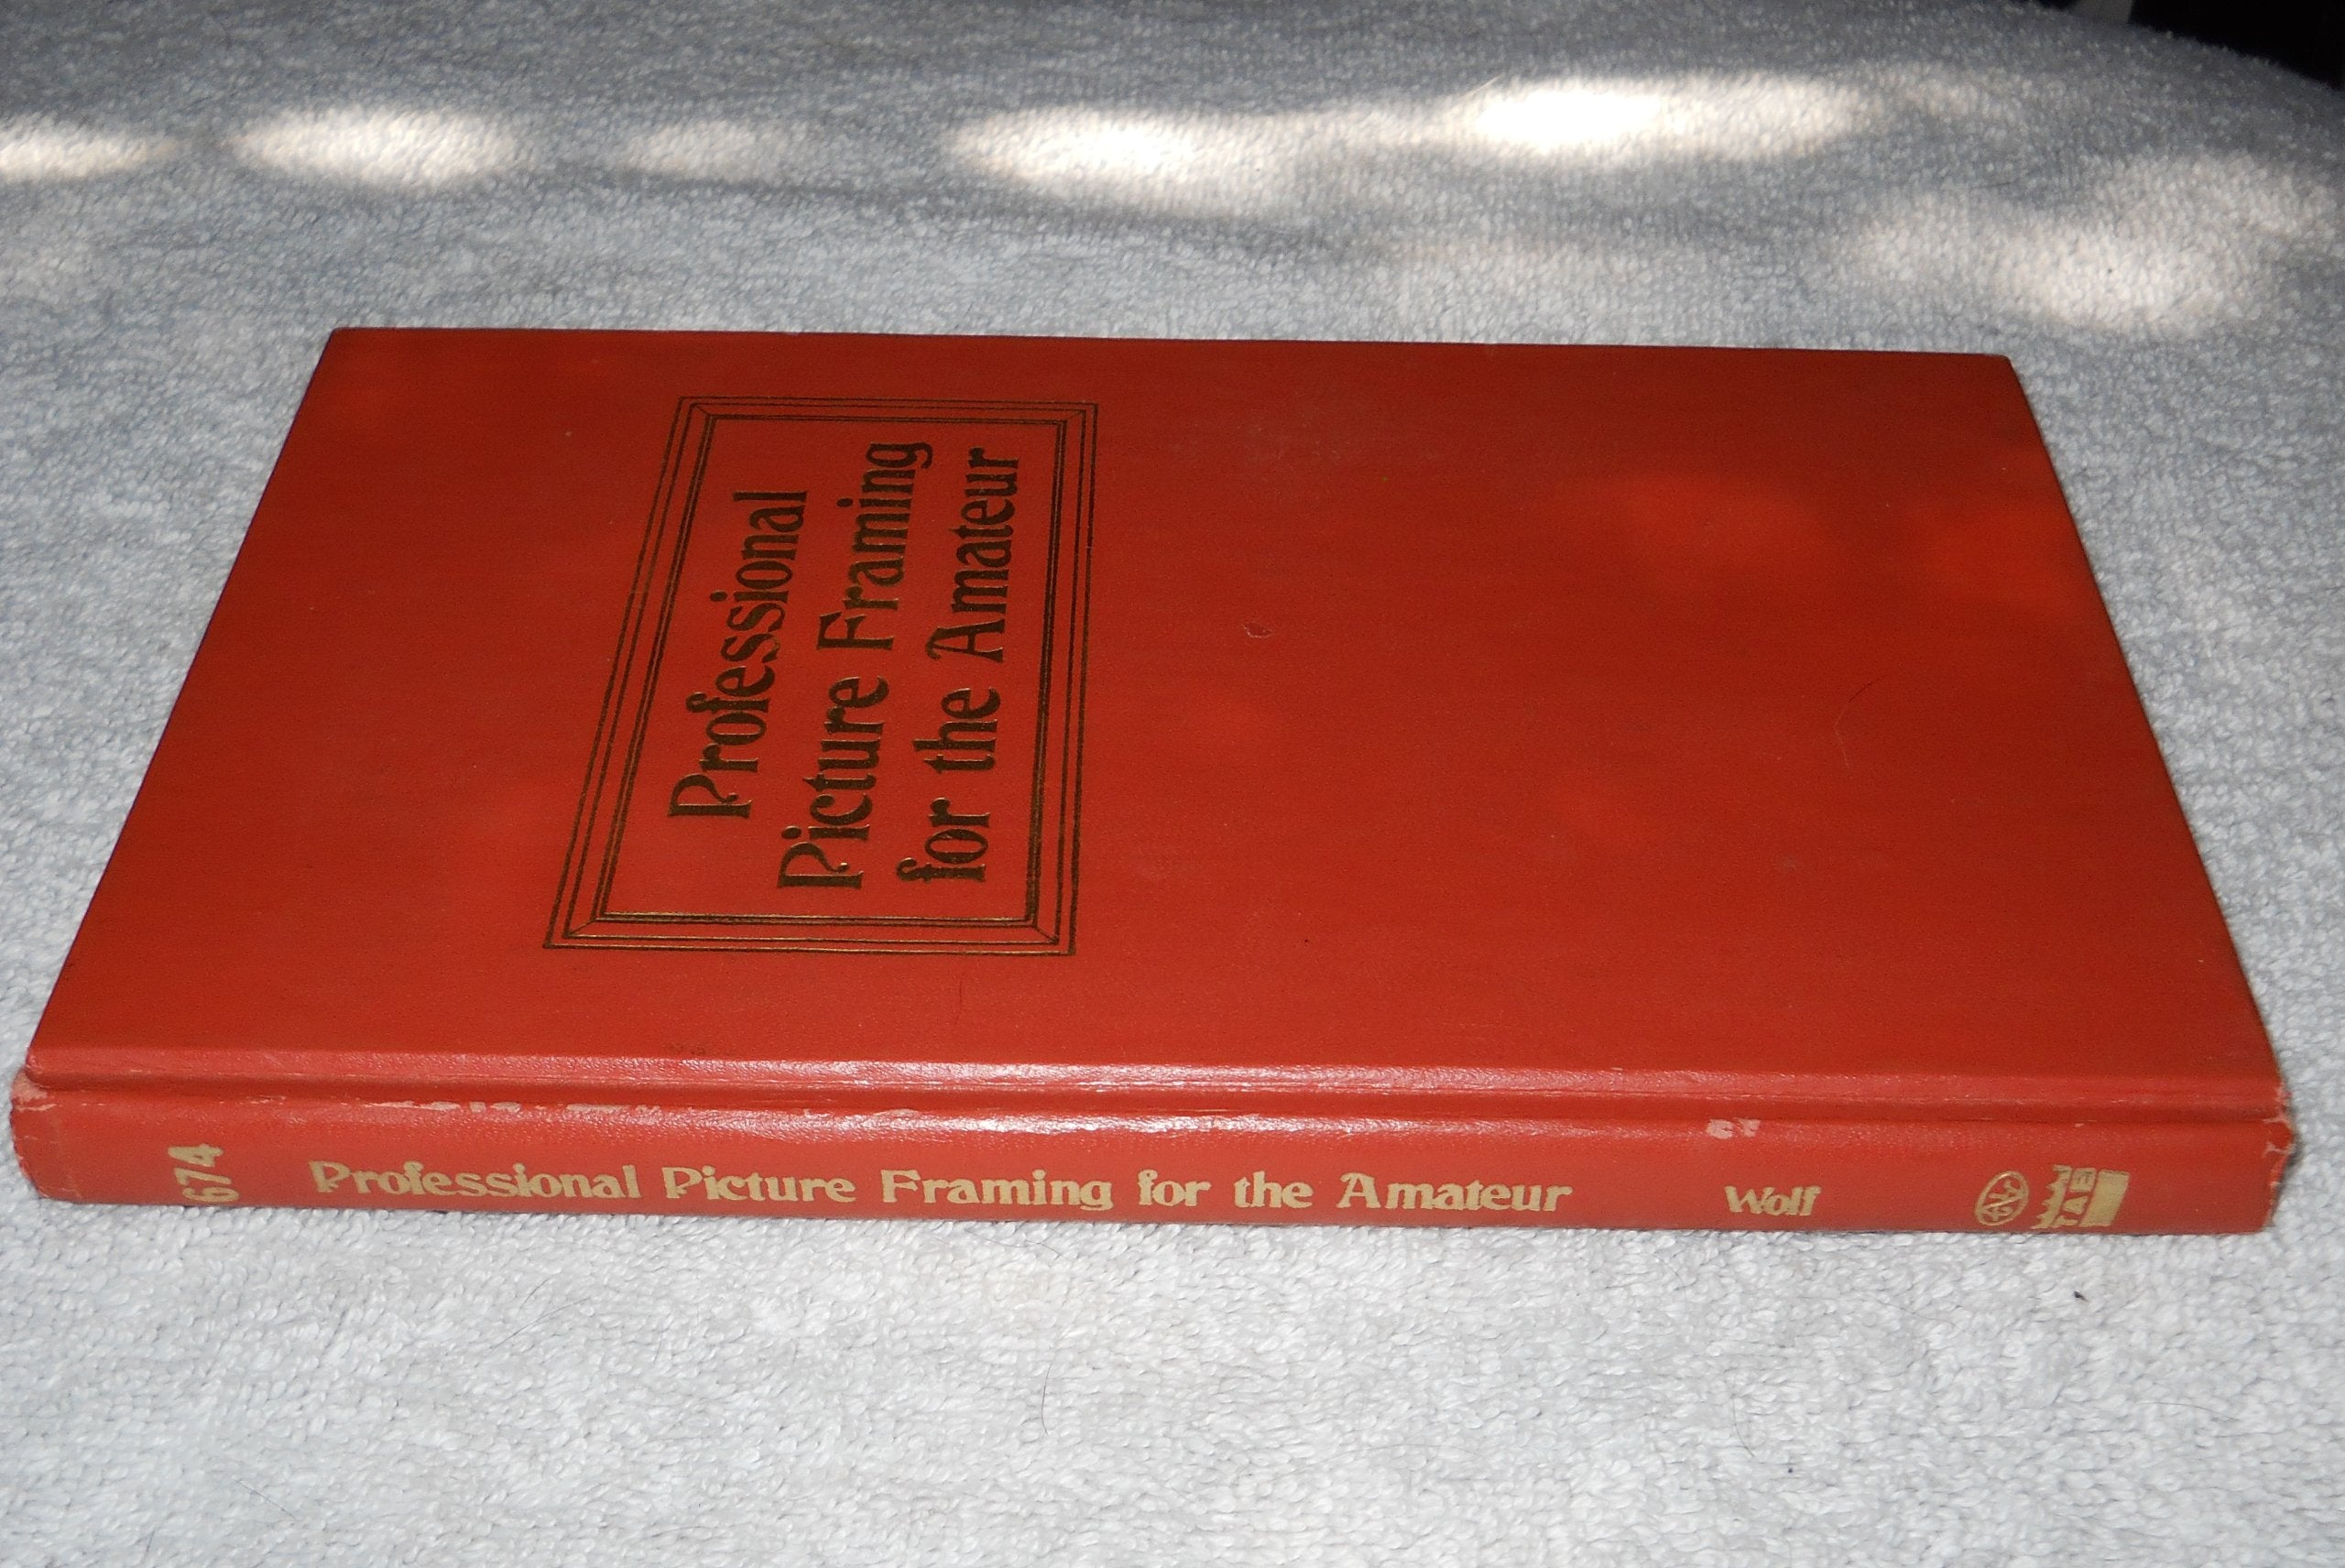 Professional
Picture Framing
for the Amateur
674
Professional Picture Framing for the Amateur
Wolf
TAB